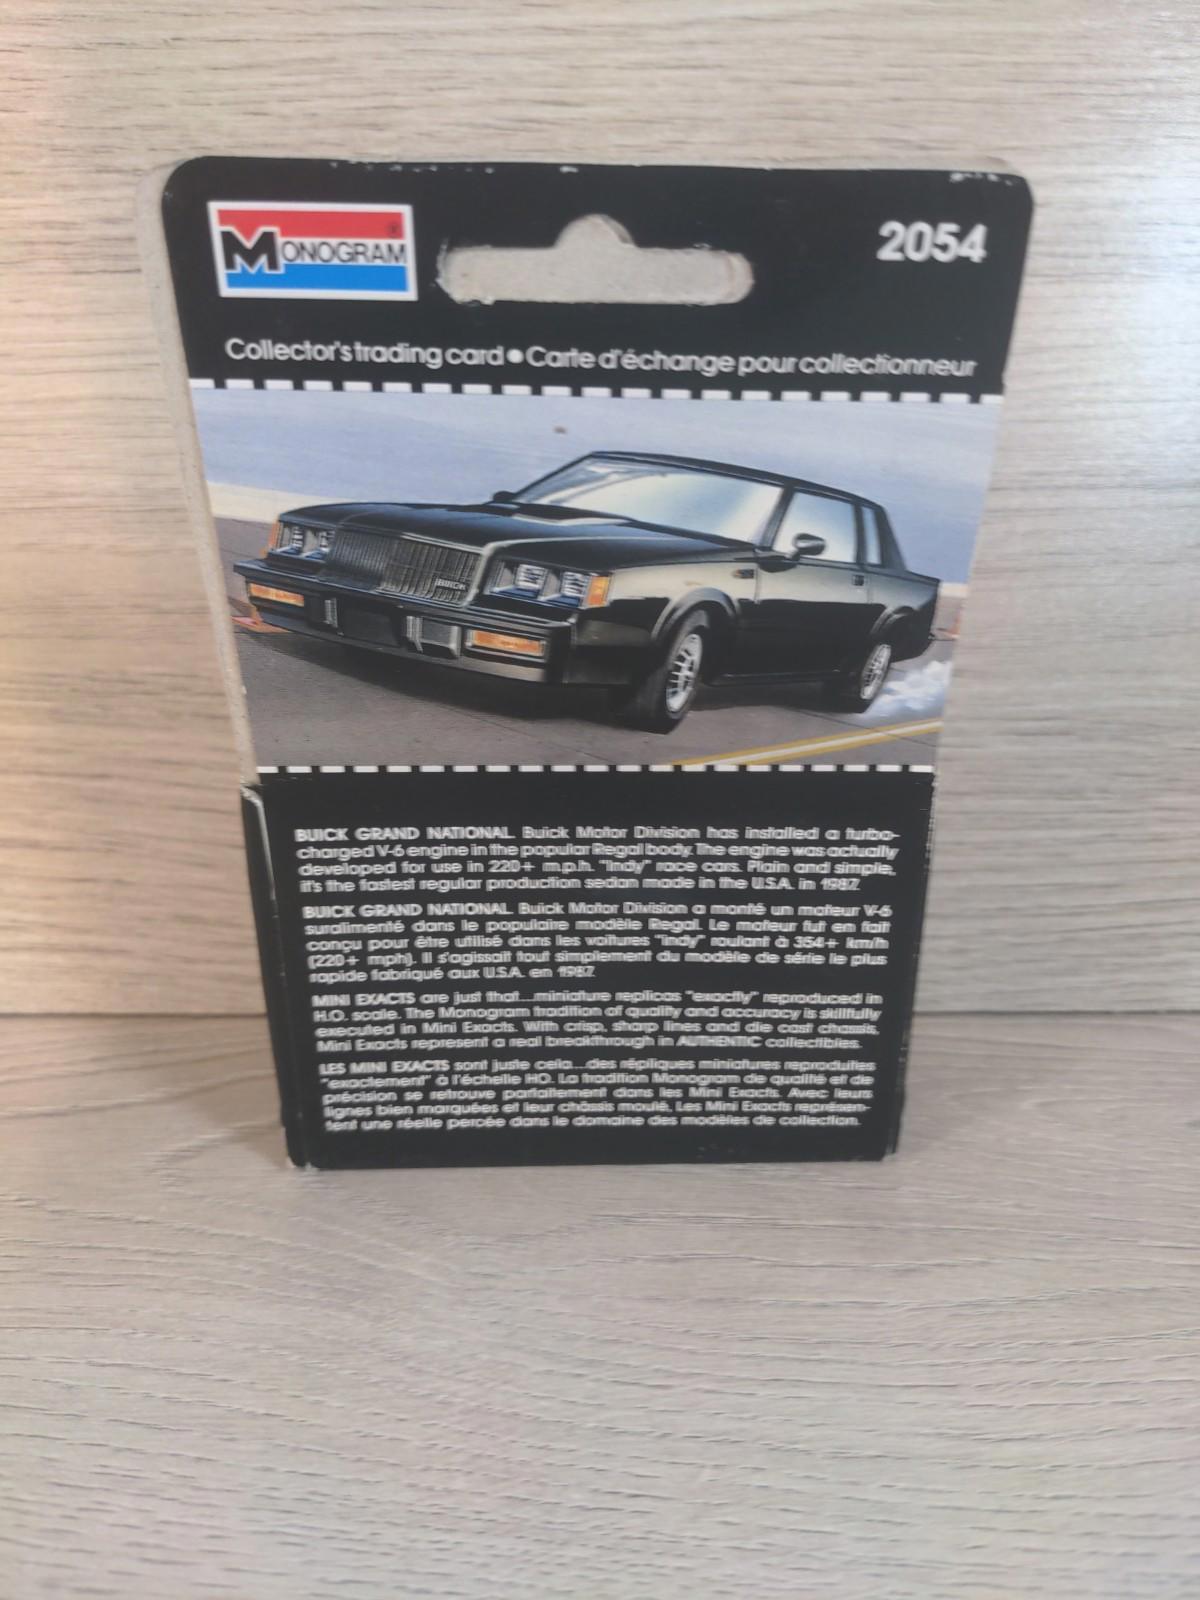 MONOGRAM®
2054
Collector's trading card • Carte d'échange pour collectionneur
BUICK
BUICK GRAND NATIONAL. Buick Motor Division has installed a turbo-
charged V-6 engine in the popular Regal body. The engine was actually
developed for use in 220+ m.p.h. "Indy" race cars. Plain and simple,
it's the fastest regular production sedan made in the U.S.A. in 1987.
BUICK GRAND NATIONAL. Buick Motor Division a monté un moteur V-6
suralimenté dans le populaire modèle Regal. Le moteur fut en fait
conçu pour être utilisé dans les voitures "indy" roulant à 354+ km/h
(220+ mph). Il s'agissait tout simplement du modèle de série le plus
rapide fabriqué aux U.S.A. en 1987.
MINI EXACTS are just that...miniature replicas "exactly" reproduced in
H.O. scale. The Monogram tradition of quality and accuracy is skillfully
executed in Mini Exacts. With crisp, sharp lines and die cast chassis,
Mini Exacts represent a real breakthrough in AUTHENTIC collectibles.
LES MINI EXACTS sont juste cela...des répliques miniatures reproduites
"exactement" à l'échelle HO. La tradition Monogram de qualité et de
précision se retrouve parfaitement dans les Mini Exacts. Avec leurs
lignes bien marquées et leur châssis moulé, Les Mini Exacts représen-
tent une réelle percée dans le domaine des modèles de collection.